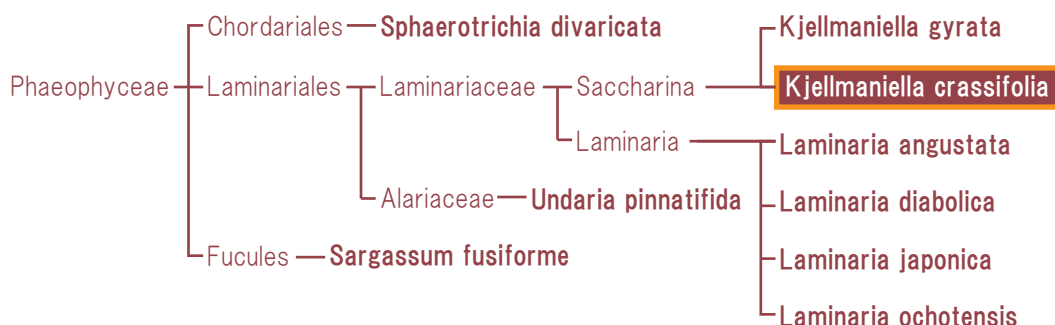 Chordariales Sphaerotrichia divaricata Kjellmaniella gyrata
Phaeophyceae Laminariales Laminariaceae Saccharina Kjellmaniella crassifolia
Laminaria Laminaria angustata
Alariaceae Undaria pinnatifida Laminaria diabolica
Fucules Sargassum fusiforme Laminaria japonica
Laminaria ochotensis